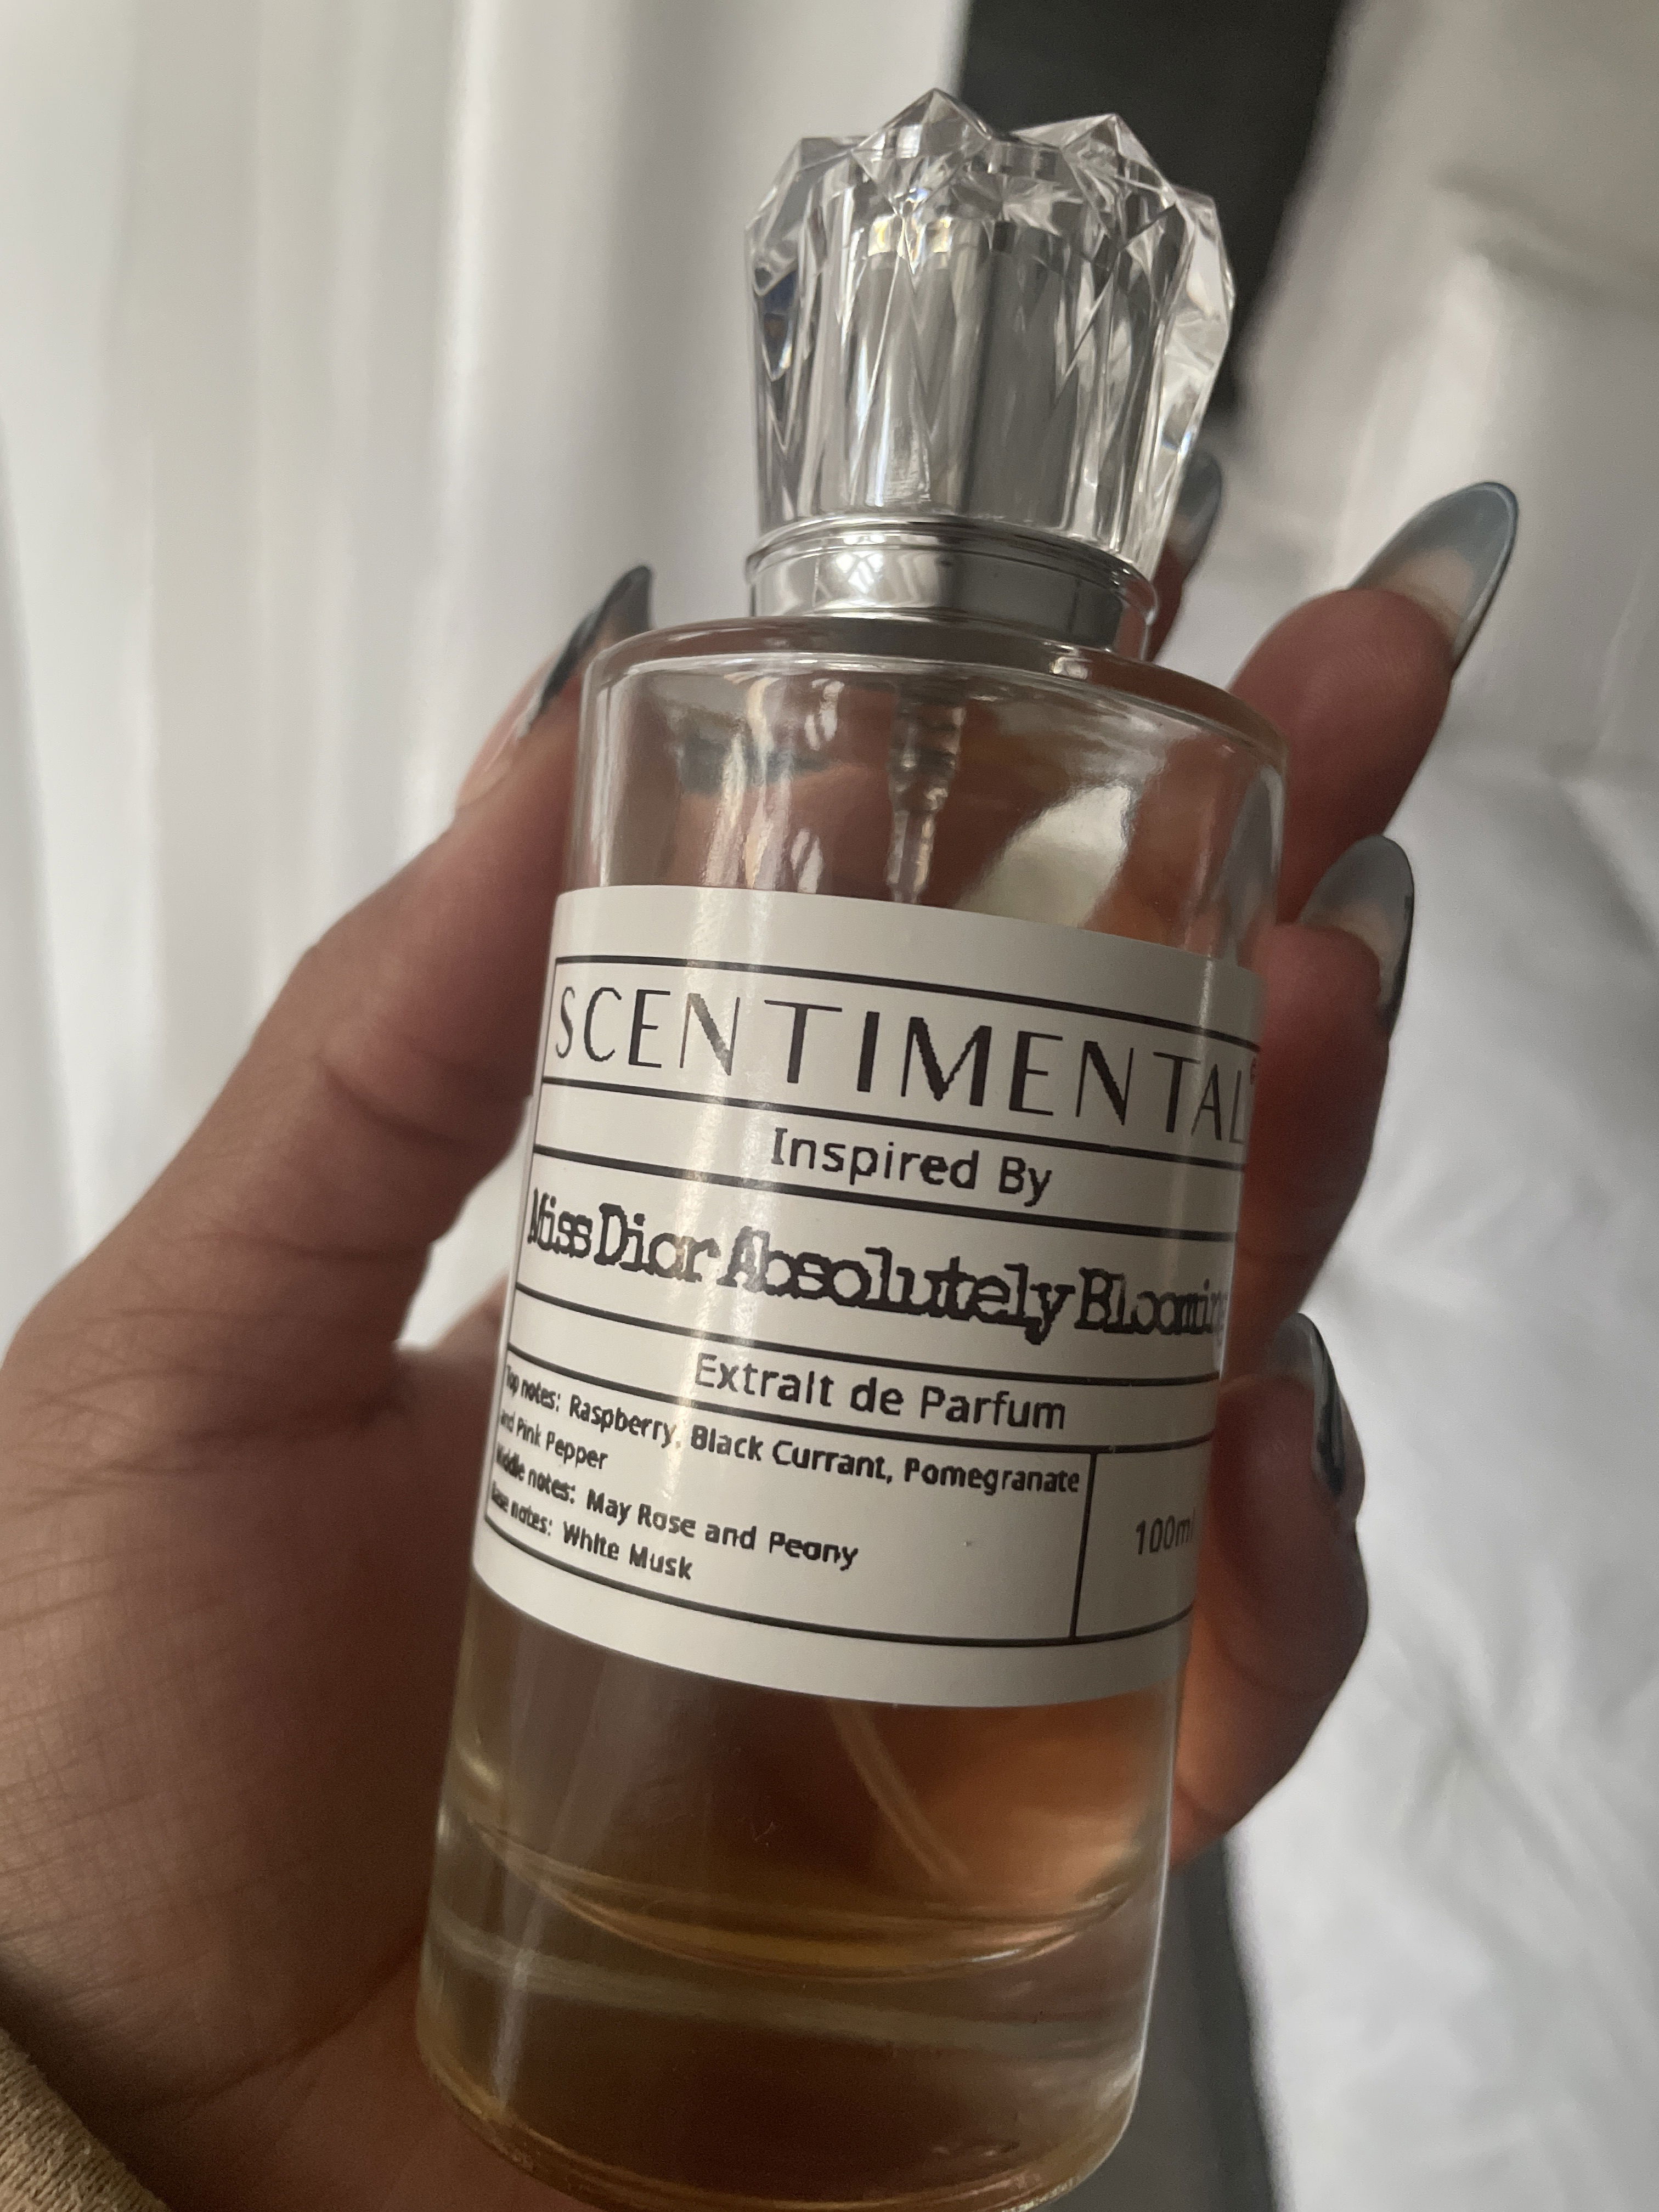 SCENTIMENTAL
Inspired By
Miss Dior Absolutely Blooming
Extrait de Parfum
Top notes: Raspberry, Black Currant, Pomegranate
and Pink Pepper
Middle notes: May Rose and Peony
Base notes: White Musk
100ml